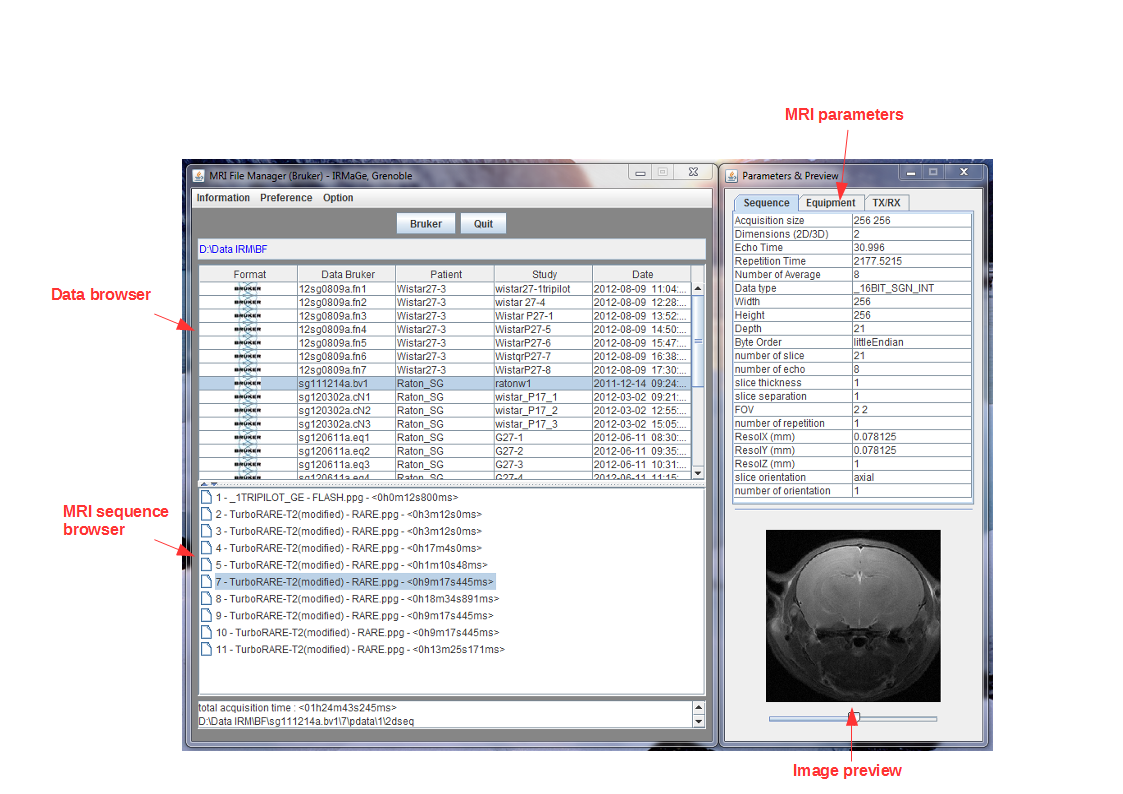 MRI parameters
MRI File Manager (Bruker) - IRMaGe, Grenoble
Information Preference Option
Bruker Quit
D:\Data IRM\BF
Format Data Bruker Patient Study Date
BRUKER 12sg0809a.fn1 Wistar27-3 wistar27-1tripilot 2012-08-09 11:04:...
BRUKER 12sg0809a.fn2 Wistar27-3 wistar 27-4 2012-08-09 12:28:...
BRUKER 12sg0809a.fn3 Wistar27-3 Wistar P27-1 2012-08-09 13:52:...
BRUKER 12sg0809a.fn4 Wistar27-3 WistarP27-5 2012-08-09 14:50:...
BRUKER 12sg0809a.fn5 Wistar27-3 WistarP27-6 2012-08-09 15:47:...
BRUKER 12sg0809a.fn6 Wistar27-3 WistqrP27-7 2012-08-09 16:38:...
BRUKER 12sg0809a.fn7 Wistar27-3 WistarP27-8 2012-08-09 17:30:...
BRUKER sg111214a.bv1 Raton_SG ratonw1 2011-12-14 09:24:...
BRUKER sg120302a.cN1 Raton_SG wistar_P17_1 2012-03-02 09:21:...
BRUKER sg120302a.cN2 Raton_SG wistar_P17_2 2012-03-02 12:55:...
BRUKER sg120302a.cN3 Raton_SG wistar_P17_3 2012-03-02 15:05:...
BRUKER sg120611a.eq1 Raton_SG G27-1 2012-06-11 08:30:...
BRUKER sg120611a.eq2 Raton_SG G27-2 2012-06-11 09:35:...
BRUKER sg120611a.eq3 Raton_SG G27-3 2012-06-11 10:31:...
BRUKER sg120611a.eq4 Raton_SG G27-4 2012-06-11 11:15:...
Data browser
1 - _1TRIPILOT_GE - FLASH.ppg - <0h0m12s800ms>
2 - TurboRARE-T2(modified) - RARE.ppg - <0h3m12s0ms>
3 - TurboRARE-T2(modified) - RARE.ppg - <0h3m12s0ms>
4 - TurboRARE-T2(modified) - RARE.ppg - <0h17m4s0ms>
5 - TurboRARE-T2(modified) - RARE.ppg - <0h1m10s48ms>
7 - TurboRARE-T2(modified) - RARE.ppg - <0h9m17s445ms>
8 - TurboRARE-T2(modified) - RARE.ppg - <0h18m34s891ms>
9 - TurboRARE-T2(modified) - RARE.ppg - <0h9m17s445ms>
10 - TurboRARE-T2(modified) - RARE.ppg - <0h9m17s445ms>
11 - TurboRARE-T2(modified) - RARE.ppg - <0h13m25s171ms>
MRI sequence
browser
total acquisition time : <01h24m43s245ms>
D:\Data IRM\BF\sg111214a.bv1\7\pdata\1\2dseq
Parameters & Preview
Sequence Equipment TX/RX
Acquisition size 256 256
Dimensions (2D/3D) 2
Echo Time 30.996
Repetition Time 2177.5215
Number of Average 8
Data type _16BIT_SGN_INT
Width 256
Height 256
Depth 21
Byte Order littleEndian
number of slice 21
number of echo 8
slice thickness 1
slice separation 1
FOV 2 2
number of repetition 1
ResolX (mm) 0.078125
ResolY (mm) 0.078125
ResolZ (mm) 1
slice orientation axial
number of orientation 1
Image preview